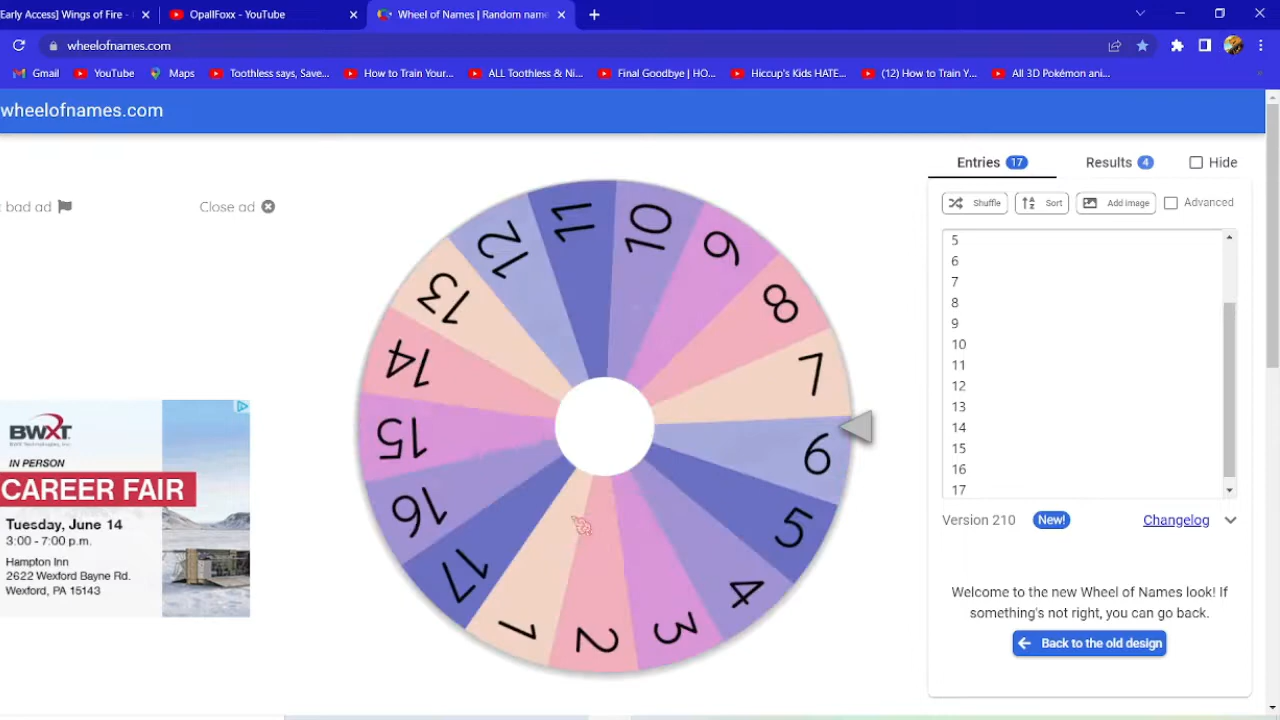 Early Access] Wings of Fire -
OpallFoxx - YouTube
Wheel of Names | Random name
wheelofnames.com
Gmail
YouTube
Maps
Toothless says, Save...
How to Train Your...
ALL Toothless & Ni...
Final Goodbye | HO...
Hiccup's Kids HATE...
(12) How to Train Y...
All 3D Pokémon ani...
wheelofnames.com
bad ad
Close ad
BWXT
BWX Technologies, Inc.
IN PERSON
CAREER FAIR
Tuesday, June 14
3:00 - 7:00 p.m.
Hampton Inn
2622 Wexford Bayne Rd.
Wexford, PA 15143
1
2
3
4
5
6
7
8
9
10
11
12
13
14
15
16
17
Entries 17
Results 4
Hide
Shuffle
Sort
Add image
Advanced
5
6
7
8
9
10
11
12
13
14
15
16
17
Version 210
New!
Changelog
Welcome to the new Wheel of Names look! If
something's not right, you can go back.
Back to the old design